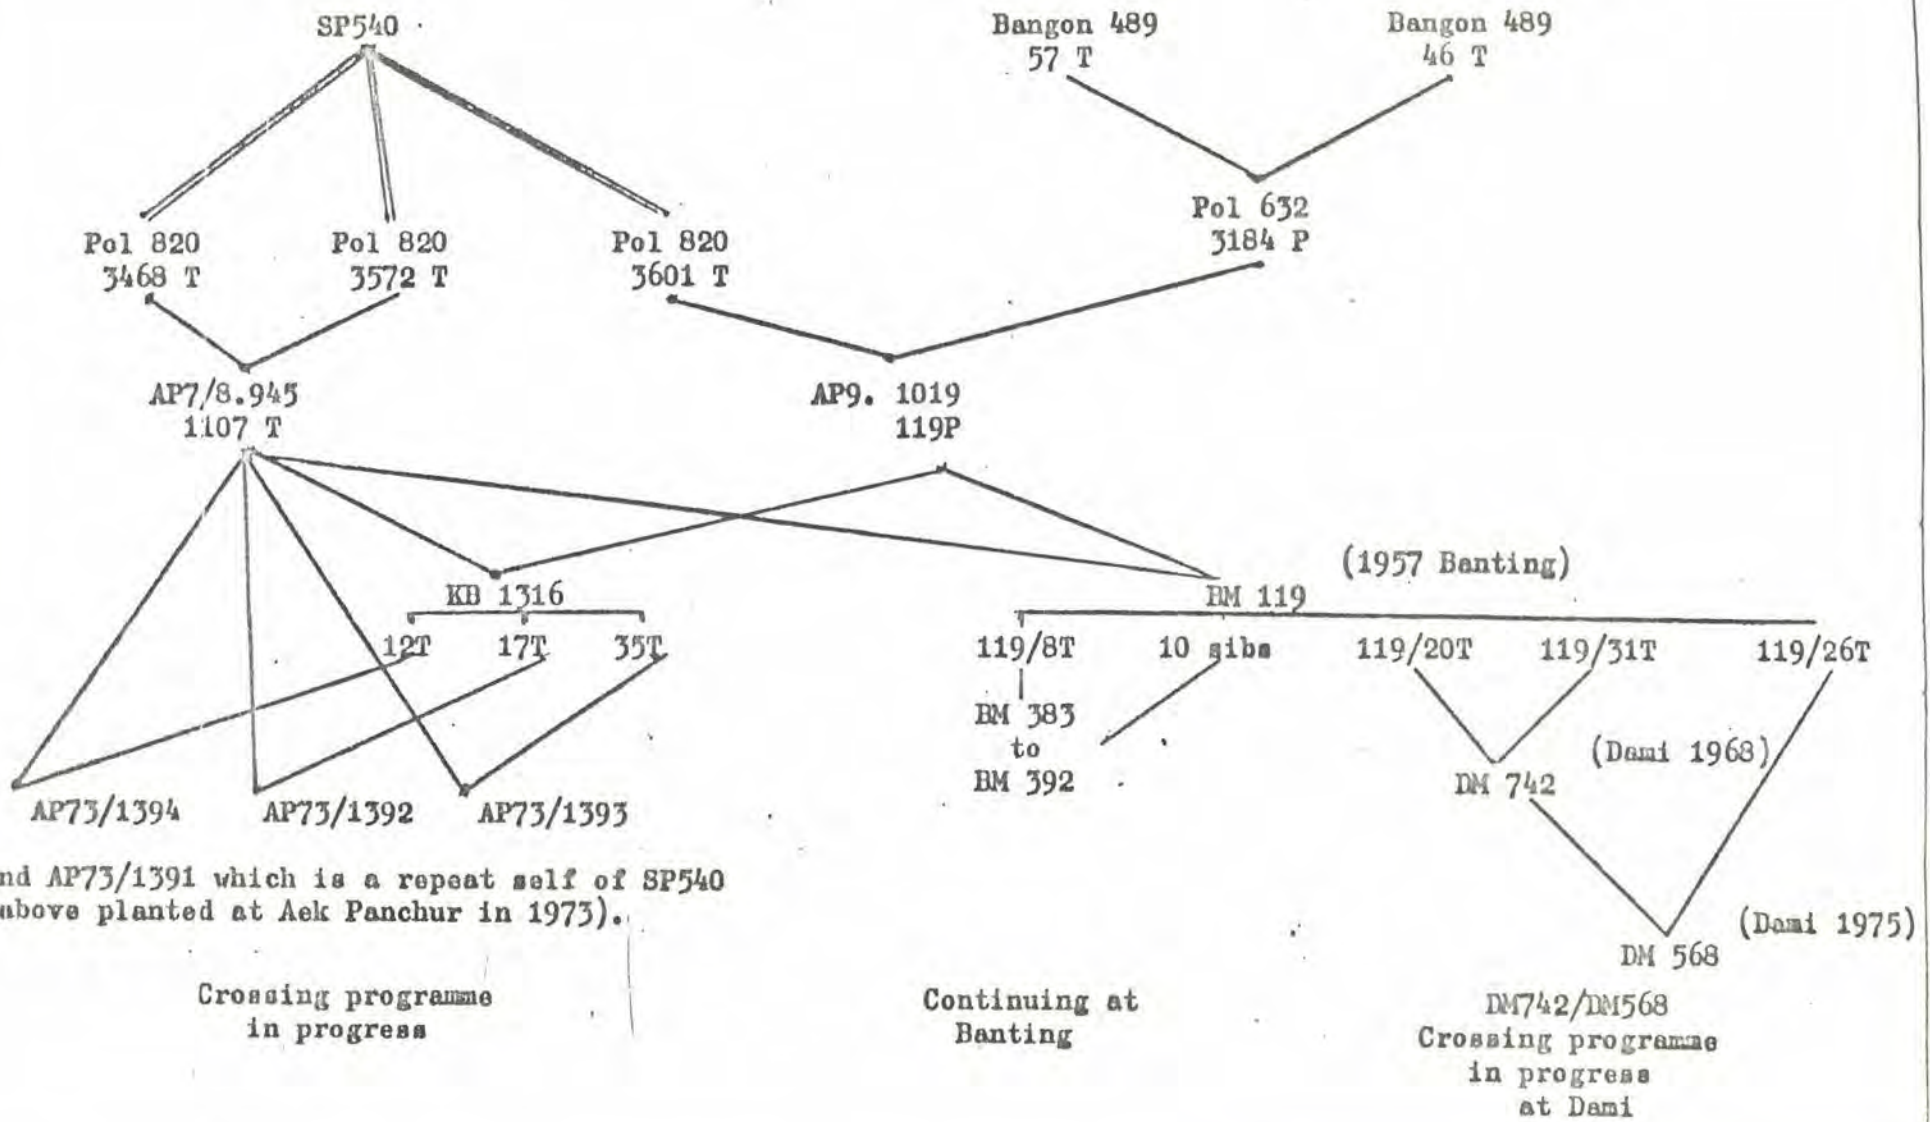 SP540
Bangon 489
57 T
Bangon 489
46 T
Pol 632
3184 P
Pol 820
3468 T
Pol 820
3572 T
Pol 820
3601 T
AP7/8.945
1107 T
AP9. 1019
119P
KB 1316
12T 17T 35T
BM 119
(1957 Banting)
119/8T 10 sibs 119/20T 119/31T 119/26T
BM 383
to
BM 392
DM 742
(Dami 1968)
AP73/1394 AP73/1392 AP73/1393
nd AP73/1391 which is a repeat self of SP540
above planted at Aek Panchur in 1973).
DM 568
(Dami 1975)
Crossing programme
in progress
Continuing at
Banting
DM742/DM568
Crossing programme
in progress
at Dami